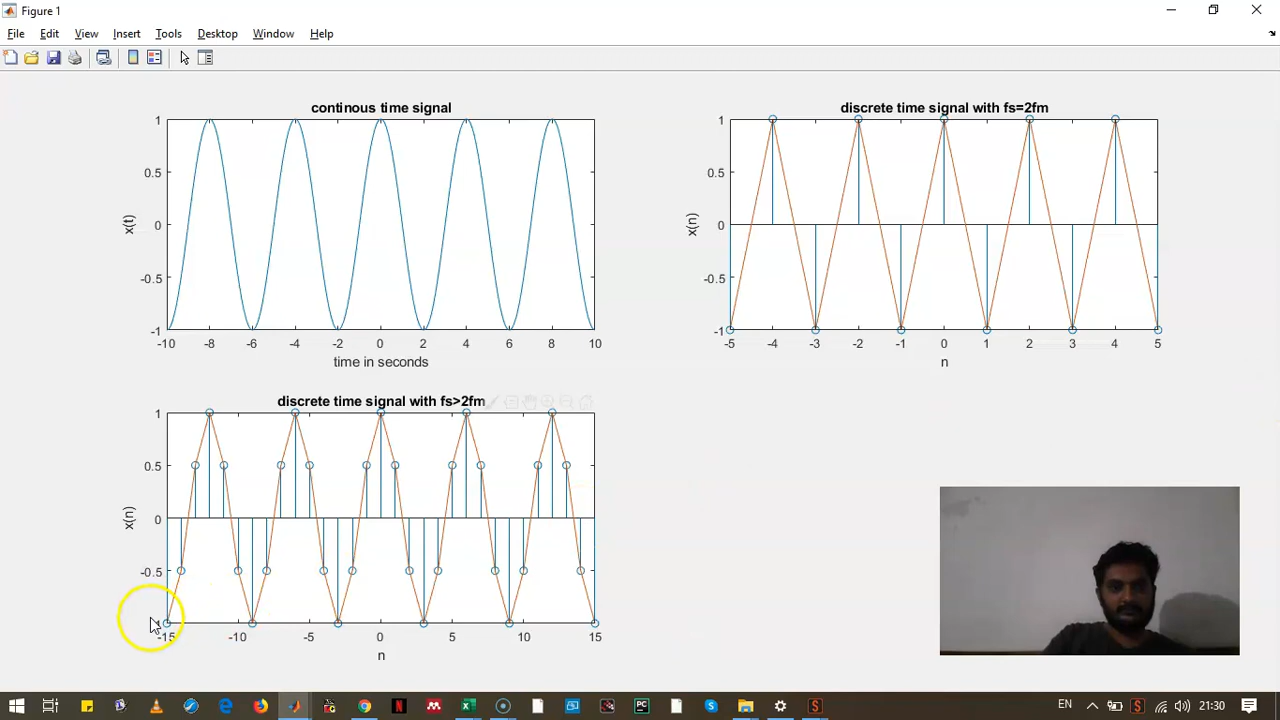 Figure 1
File Edit View Insert Tools Desktop Window Help
continous time signal
1
0.5
0
-0.5
-1
x(t)
-10 -8 -6 -4 -2 0 2 4 6 8 10
time in seconds
discrete time signal with fs=2fm
1
0.5
0
-0.5
-1
x(n)
-5 -4 -3 -2 -1 0 1 2 3 4 5
n
discrete time signal with fs>2fm
1
0.5
0
-0.5
x(n)
-15 -10 -5 0 5 10 15
n
EN 21:30